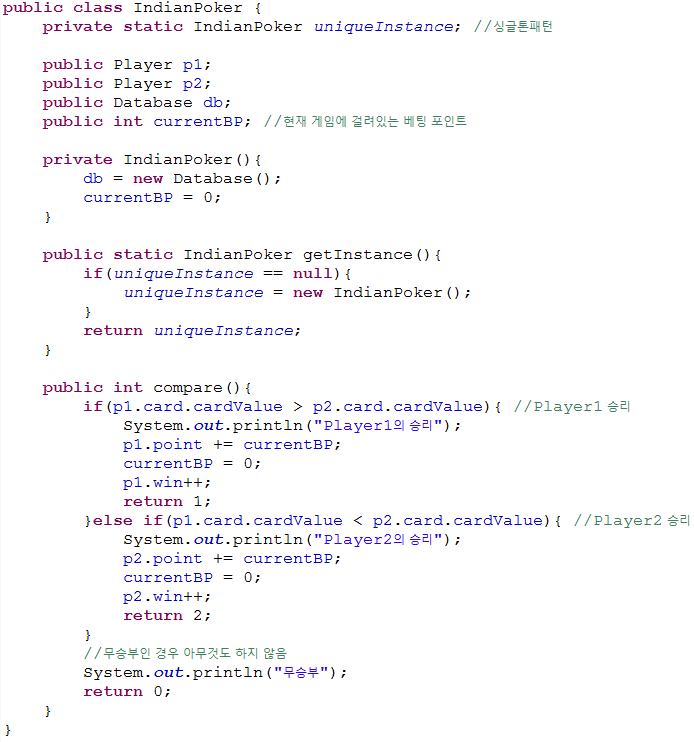 public class IndianPoker {
    private static IndianPoker uniqueInstance; //싱글톤패턴

    public Player p1;
    public Player p2;
    public Database db;
    public int currentBP; //현재 게임에 걸려있는 베팅 포인트

    private IndianPoker(){
        db = new Database();
        currentBP = 0;
    }

    public static IndianPoker getInstance(){
        if(uniqueInstance == null){
            uniqueInstance = new IndianPoker();
        }
        return uniqueInstance;
    }

    public int compare(){
        if(p1.card.cardValue > p2.card.cardValue){ //Player1 승리
            System.out.println("Player1의 승리");
            p1.point += currentBP;
            currentBP = 0;
            p1.win++;
            return 1;
        }else if(p1.card.cardValue < p2.card.cardValue){ //Player2 승리
            System.out.println("Player2의 승리");
            p2.point += currentBP;
            currentBP = 0;
            p2.win++;
            return 2;
        }
        //무승부인 경우 아무것도 하지 않음
        System.out.println("무승부");
        return 0;
    }
}